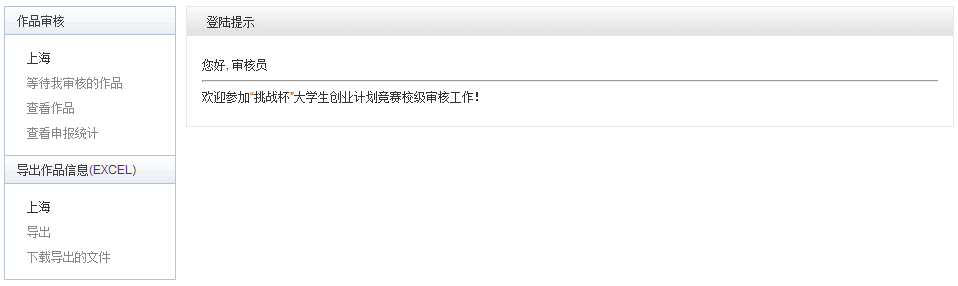 作品审核
上海
等待我审核的作品
查看作品
查看申报统计
导出作品信息(EXCEL)
上海
导出
下载导出的文件
登陆提示
您好, 审核员
欢迎参加“挑战杯”大学生创业计划竞赛校级审核工作!